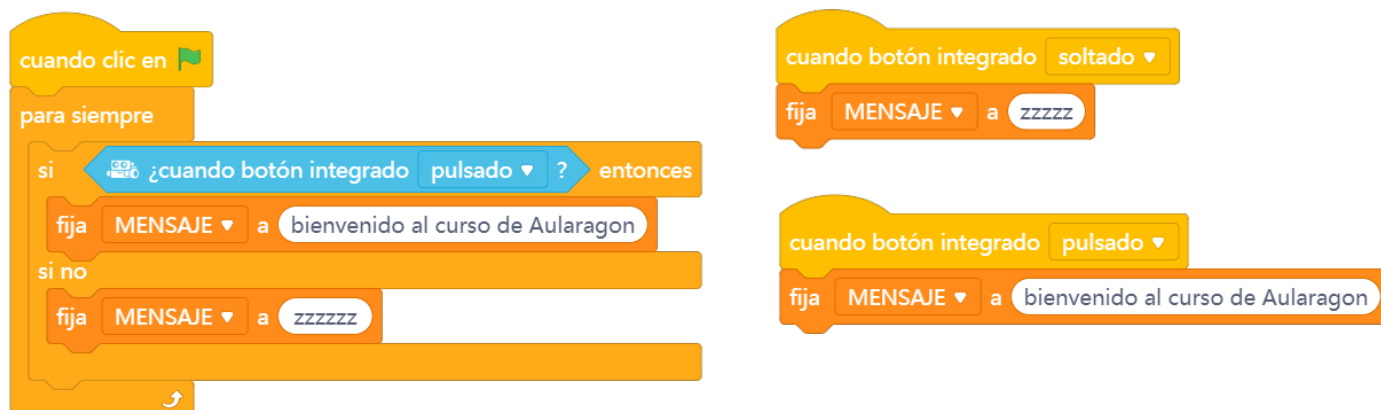 cuando clic en
para siempre
si ¿cuando botón integrado pulsado ? entonces
fija MENSAJE a bienvenido al curso de Aularagon
si no
fija MENSAJE a zzzzzz
cuando botón integrado soltado
fija MENSAJE a zzzzz
cuando botón integrado pulsado
fija MENSAJE a bienvenido al curso de Aularagon